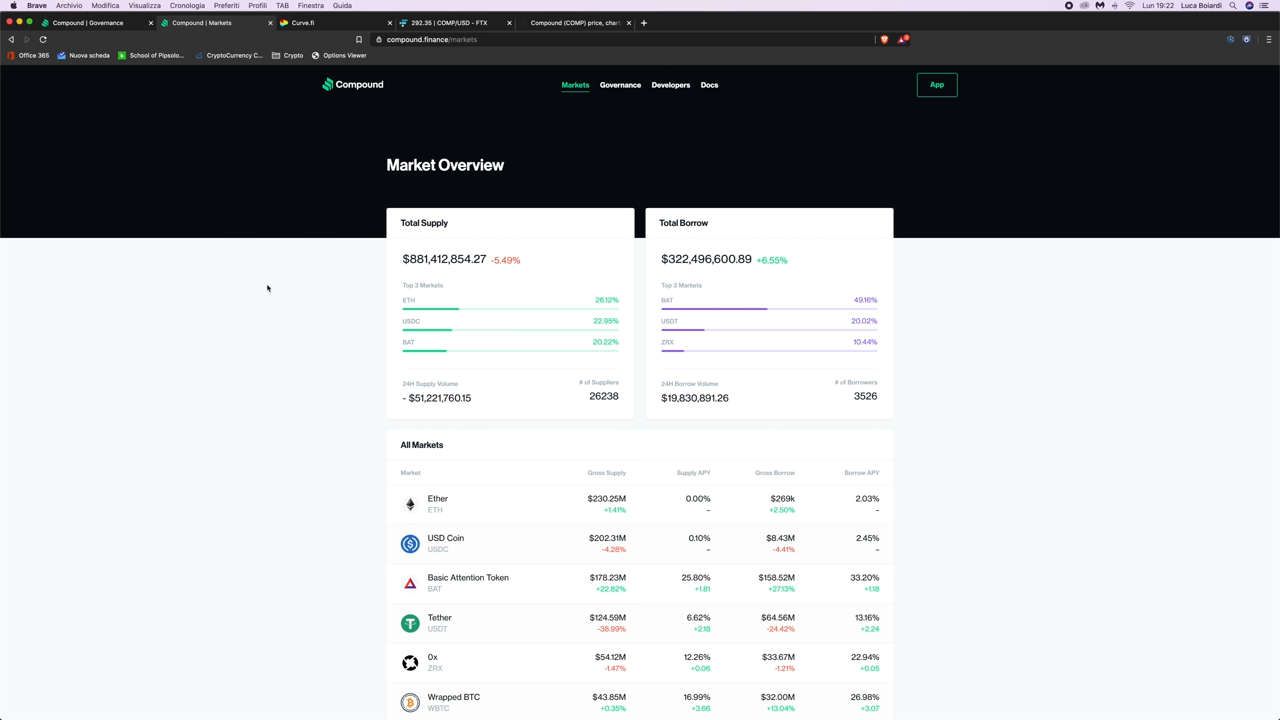 Brave Archivio Modifica Visualizza Cronologia Preferiti Profili TAB Finestra Guida Lun 19:22 Luca Boiardi
Compound | Governance × Compound | Markets × Curve.fi × 292.35 | COMP/USD - FTX × Compound (COMP) price, chart × +
compound.finance/markets
Office 365 Nuova scheda School of Pipsolo... CryptoCurrency C... Crypto Options Viewer
Compound Markets Governance Developers Docs App
Market Overview
Total Supply
$881,412,854.27 -5.49%
Top 3 Markets
ETH 26.12%
USDC 22.95%
BAT 20.22%
24H Supply Volume # of Suppliers
- $51,221,760.15 26238
Total Borrow
$322,496,600.89 +6.55%
Top 3 Markets
BAT 49.16%
USDT 20.02%
ZRX 10.44%
24H Borrow Volume # of Borrowers
$19,830,891.26 3526
All Markets
Market Gross Supply Supply APY Gross Borrow Borrow APY
Ether $230.25M 0.00% $269k 2.03%
ETH +1.41% – +2.50% –
USD Coin $202.31M 0.10% $8.43M 2.45%
USDC -4.28% – -4.41% –
Basic Attention Token $178.23M 25.80% $158.52M 33.20%
BAT +22.82% +1.81 +27.13% +1.18
Tether $124.59M 6.62% $64.56M 13.16%
USDT -38.99% +2.18 -24.42% +2.24
0x $54.12M 12.26% $33.67M 22.94%
ZRX -1.47% +0.06 -1.21% +0.05
Wrapped BTC $43.85M 16.99% $32.00M 26.98%
WBTC +0.35% +3.66 +13.04% +3.07